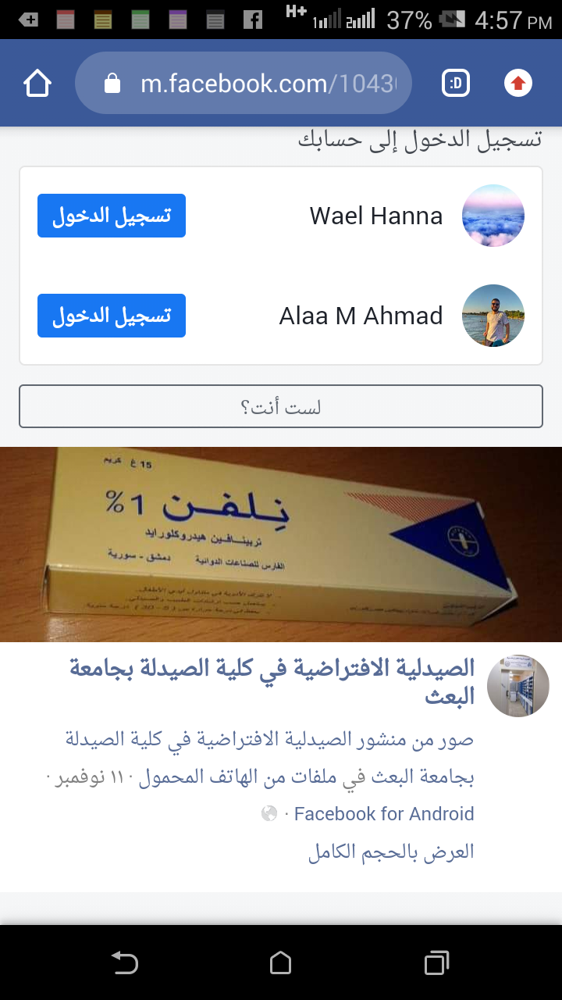 37% 4:57 PM
m.facebook.com/1043
تسجيل الدخول إلى حسابك
Wael Hanna
تسجيل الدخول
Alaa M Ahmad
تسجيل الدخول
لست أنت؟
15 غ كريم
نِلفن 1%
تربينافين هيدروكلورايد
الفارس للصناعات الدوائية دمشق - سورية
الصيدلية الافتراضية في كلية الصيدلة بجامعة
البعث
صور من منشور الصيدلية الافتراضية في كلية الصيدلة
بجامعة البعث في ملفات من الهاتف المحمول · ١١ نوفمبر ·
Facebook for Android ·
العرض بالحجم الكامل